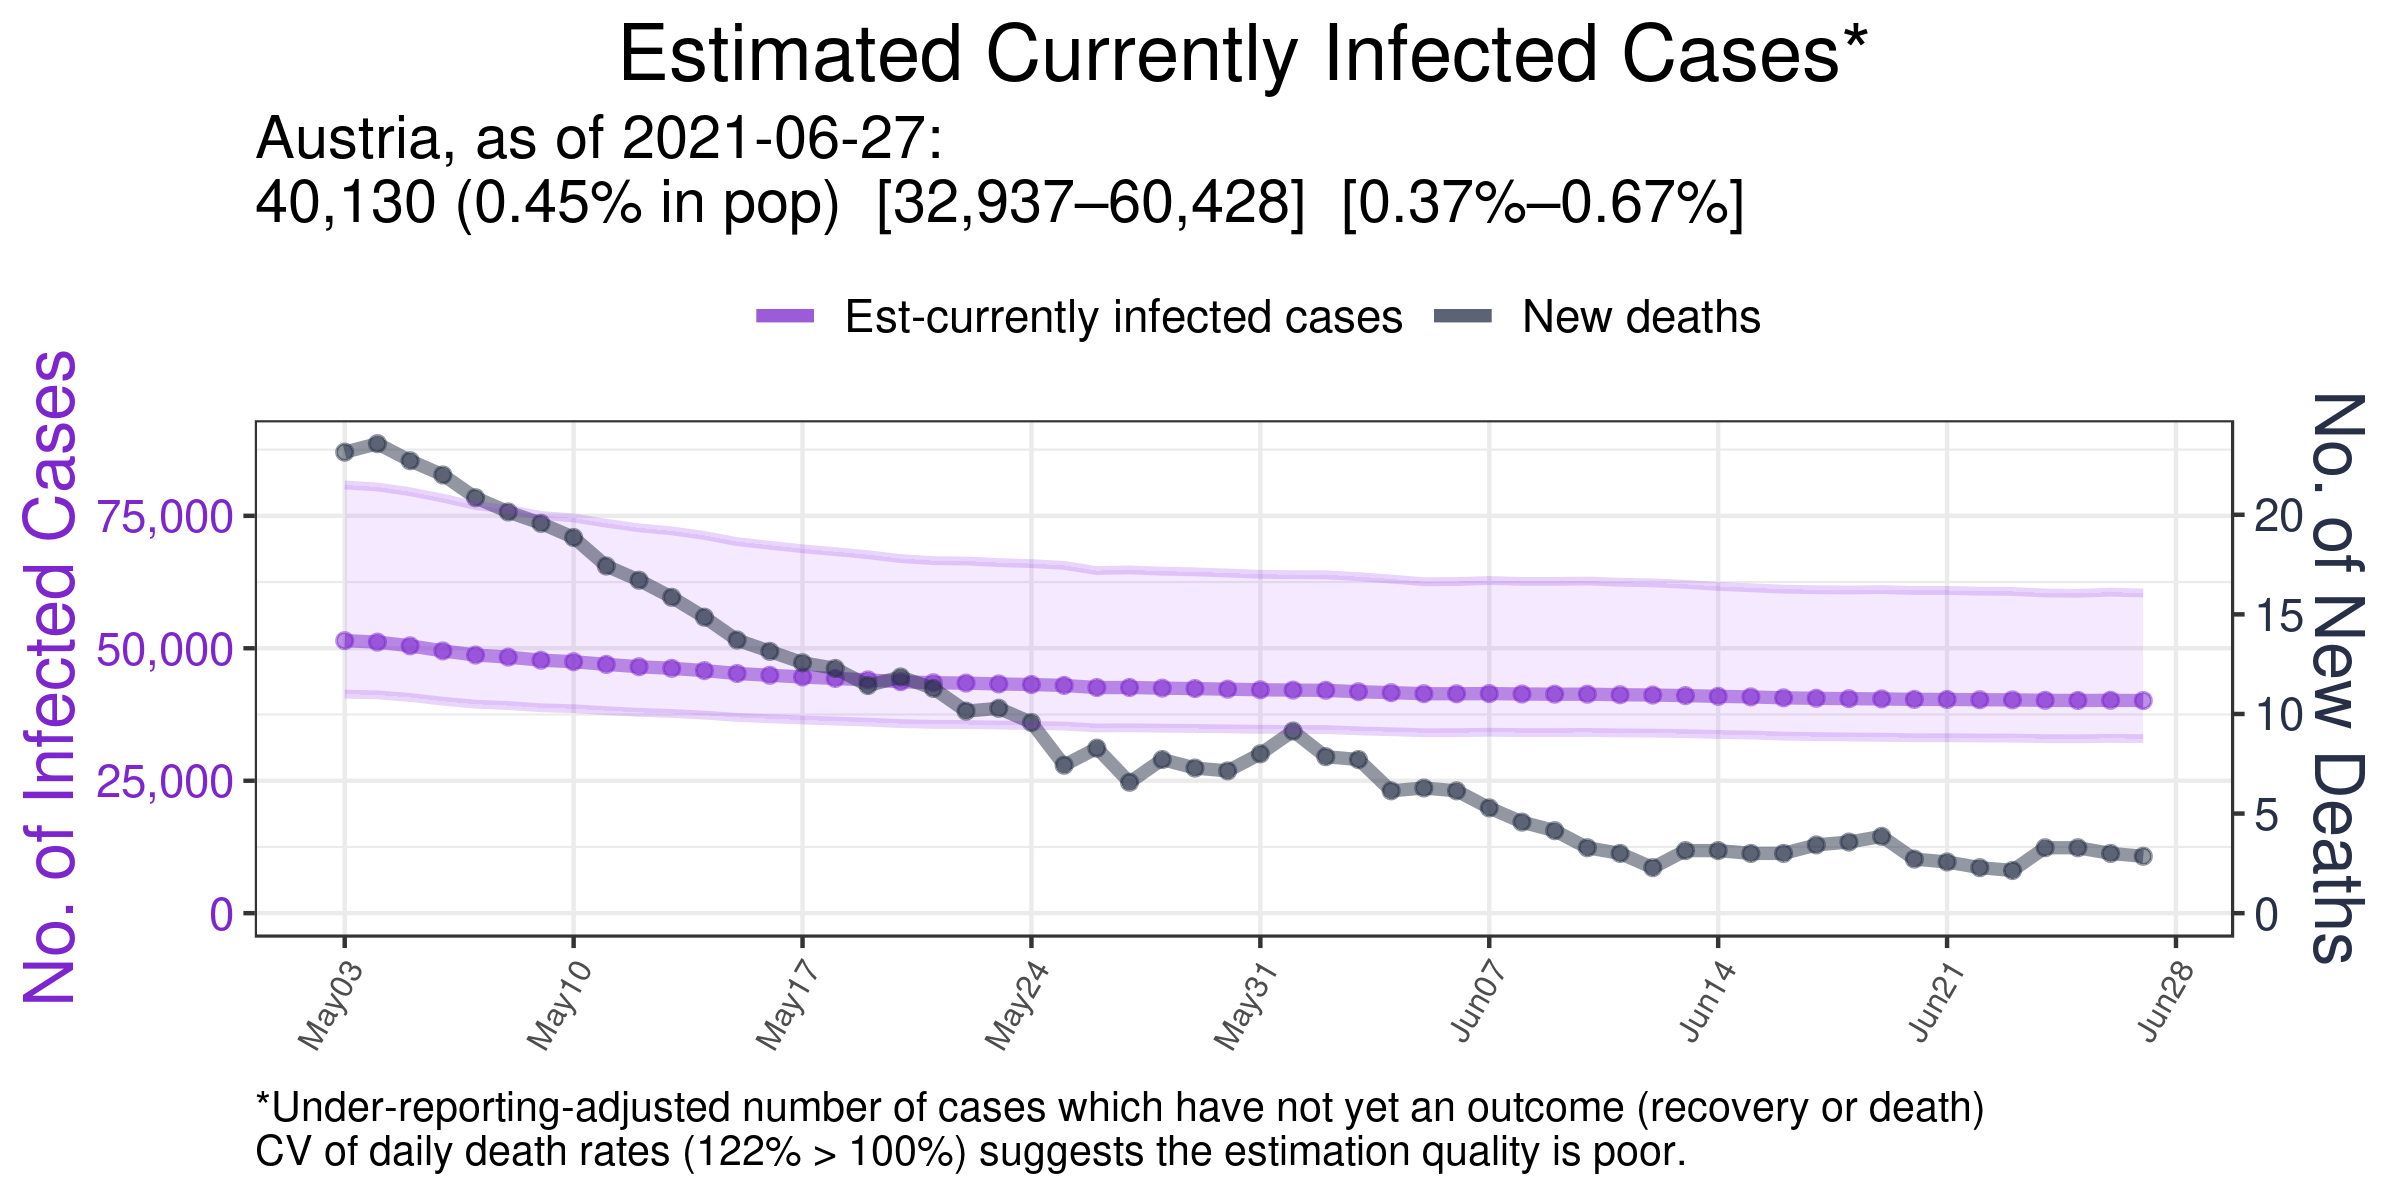 Estimated Currently Infected Cases*
Austria, as of 2021-06-27:
40,130 (0.45% in pop)  [32,937–60,428]  [0.37%–0.67%]
Est-currently infected cases
New deaths
No. of Infected Cases
75,000
50,000
25,000
0
No. of New Deaths
20
15
10
5
0
May03
May10
May17
May24
May31
Jun07
Jun14
Jun21
Jun28
*Under-reporting-adjusted number of cases which have not yet an outcome (recovery or death)
CV of daily death rates (122% > 100%) suggests the estimation quality is poor.